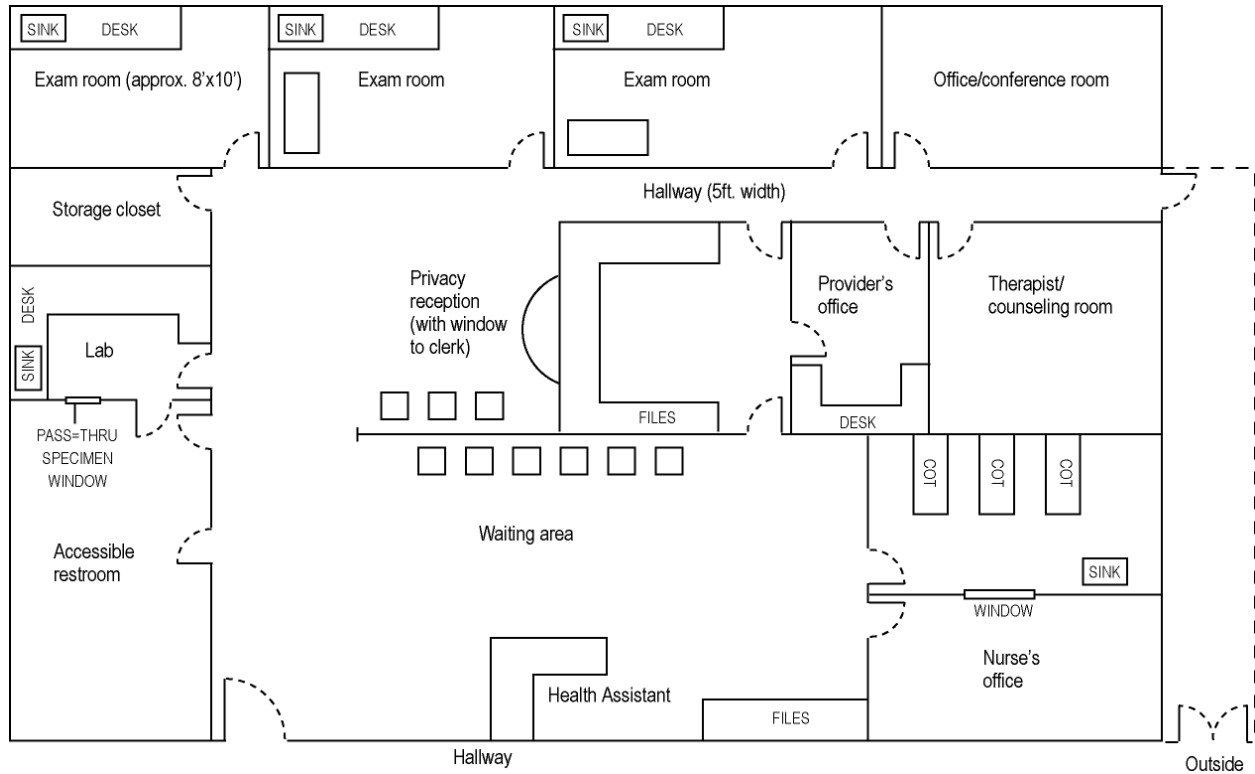 SINK DESK
SINK DESK
SINK DESK
Exam room (approx. 8'x10')
Exam room
Exam room
Office/conference room
Hallway (5ft. width)
Storage closet
Privacy
reception
(with window
to clerk)
Provider's
office
Therapist/
counseling room
DESK
SINK
Lab
FILES
DESK
PASS=THRU
SPECIMEN
WINDOW
COT
COT
COT
Waiting area
Accessible
restroom
SINK
WINDOW
Nurse's
office
Health Assistant
FILES
Hallway
Outside